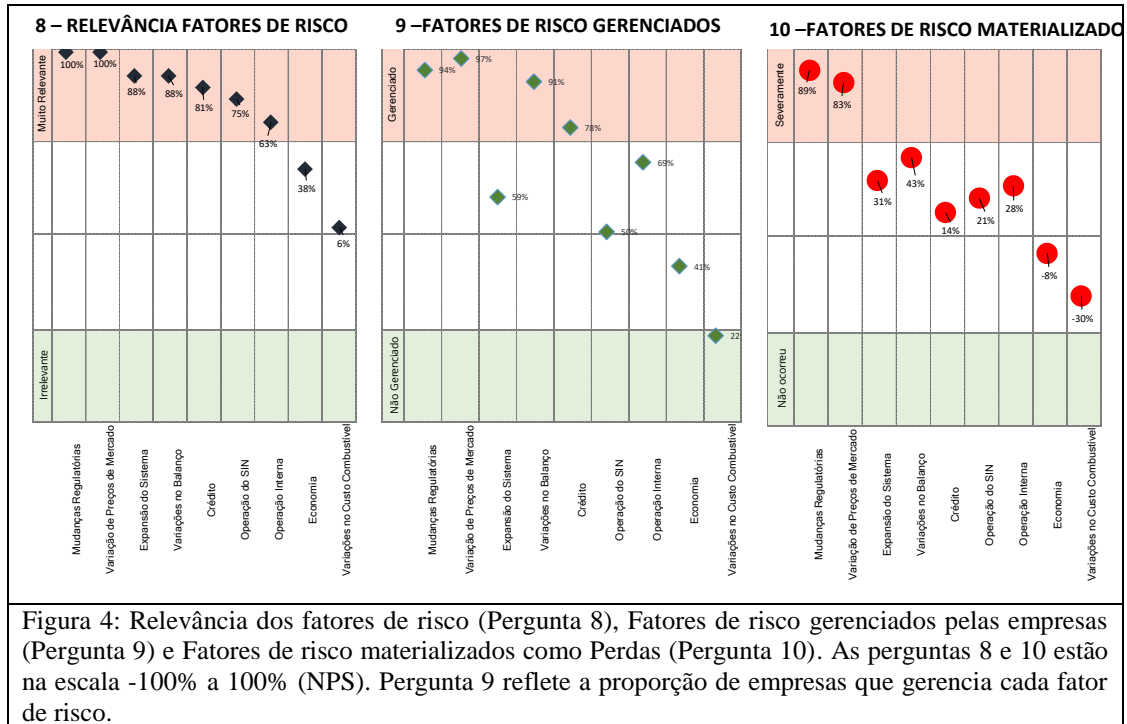 8 – RELEVÂNCIA FATORES DE RISCO
Muito Relevante
Irrelevante
100%
100%
88%
88%
81%
75%
63%
38%
6%
Mudanças Regulatórias
Variação de Preços de Mercado
Expansão do Sistema
Variações no Balanço
Crédito
Operação do SIN
Operação Interna
Economia
Variações no Custo Combustível
9 –FATORES DE RISCO GERENCIADOS
Gerenciado
Não Gerenciado
94%
97%
59%
91%
78%
50%
69%
41%
22
Mudanças Regulatórias
Variação de Preços de Mercado
Expansão do Sistema
Variações no Balanço
Crédito
Operação do SIN
Operação Interna
Economia
Variações no Custo Combustível
10 –FATORES DE RISCO MATERIALIZADO
Severamente
Não ocorreu
89%
83%
31%
43%
14%
21%
28%
-8%
-30%
Mudanças Regulatórias
Variação de Preços de Mercado
Expansão do Sistema
Variações no Balanço
Crédito
Operação do SIN
Operação Interna
Economia
Variações no Custo Combustível
Figura 4: Relevância dos fatores de risco (Pergunta 8), Fatores de risco gerenciados pelas empresas
(Pergunta 9) e Fatores de risco materializados como Perdas (Pergunta 10). As perguntas 8 e 10 estão
na escala -100% a 100% (NPS). Pergunta 9 reflete a proporção de empresas que gerencia cada fator
de risco.